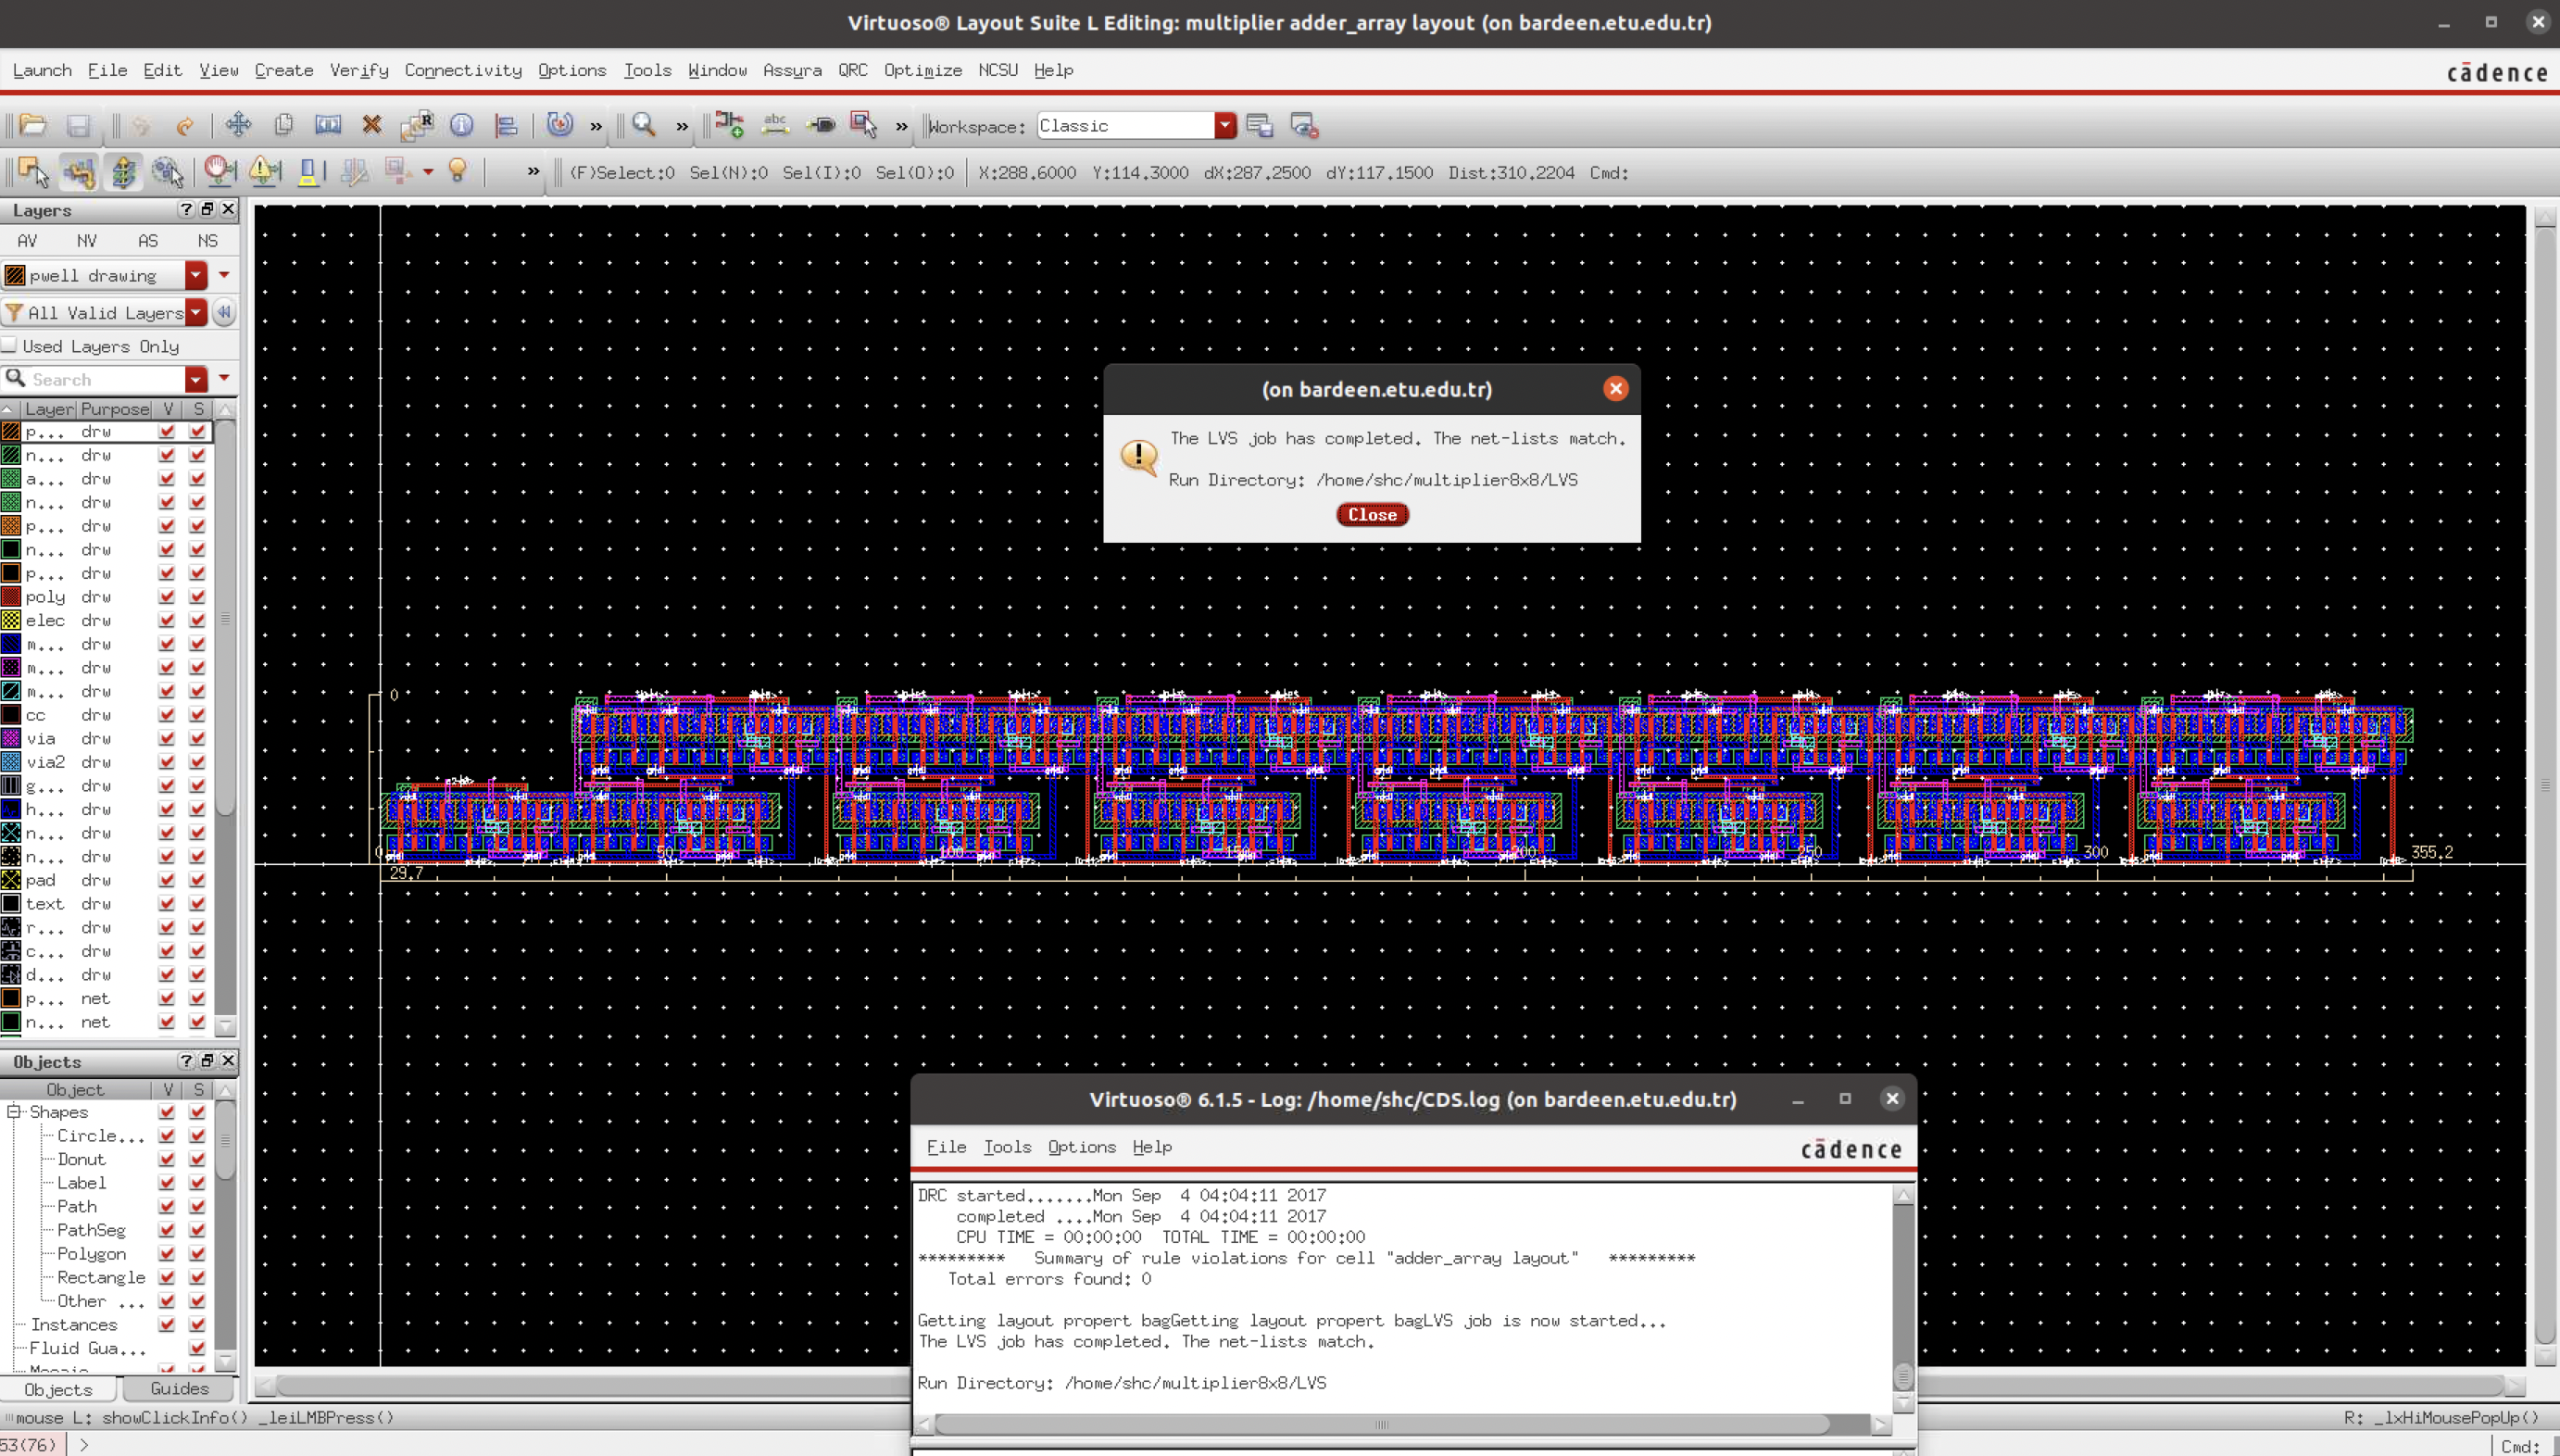 Virtuoso® Layout Suite L Editing: multiplier adder_array layout (on bardeen.etu.edu.tr)
Launch File Edit View Create Verify Connectivity Options Tools Window Assura QRC Optimize NCSU Help
cādence
Workspace: Classic
(F)Select:0 Sel(N):0 Sel(I):0 Sel(O):0 X:288.6000 Y:114.3000 dX:287.2500 dY:117.1500 Dist:310.2204 Cmd:
Layers
AV NV AS NS
pwell drawing
All Valid Layers
Used Layers Only
Search
Layer Purpose V S
p... drw
n... drw
a... drw
n... drw
p... drw
n... drw
p... drw
poly drw
elec drw
m... drw
m... drw
m... drw
cc drw
via drw
via2 drw
g... drw
h... drw
n... drw
n... drw
pad drw
text drw
r... drw
c... drw
d... drw
p... net
n... net
Objects
Object V S
Shapes
Circle...
Donut
Label
Path
PathSeg
Polygon
Rectangle
Other ...
Instances
Fluid Gua...
Mosaic
Objects Guides
(on bardeen.etu.edu.tr)
The LVS job has completed. The net-lists match.
Run Directory: /home/shc/multiplier8x8/LVS
Close
0
0 50 100 150 200 250 300 355.2
29.7
Virtuoso® 6.1.5 - Log: /home/shc/CDS.log (on bardeen.etu.edu.tr)
File Tools Options Help
cādence
DRC started.......Mon Sep 4 04:04:11 2017
completed ....Mon Sep 4 04:04:11 2017
CPU TIME = 00:00:00 TOTAL TIME = 00:00:00
********* Summary of rule violations for cell "adder_array layout" *********
Total errors found: 0
Getting layout propert bagGetting layout propert bagLVS job is now started...
The LVS job has completed. The net-lists match.
Run Directory: /home/shc/multiplier8x8/LVS
mouse L: showClickInfo() _leiLMBPress()
R: _lxHiMousePopUp()
53(76) >
Cmd: